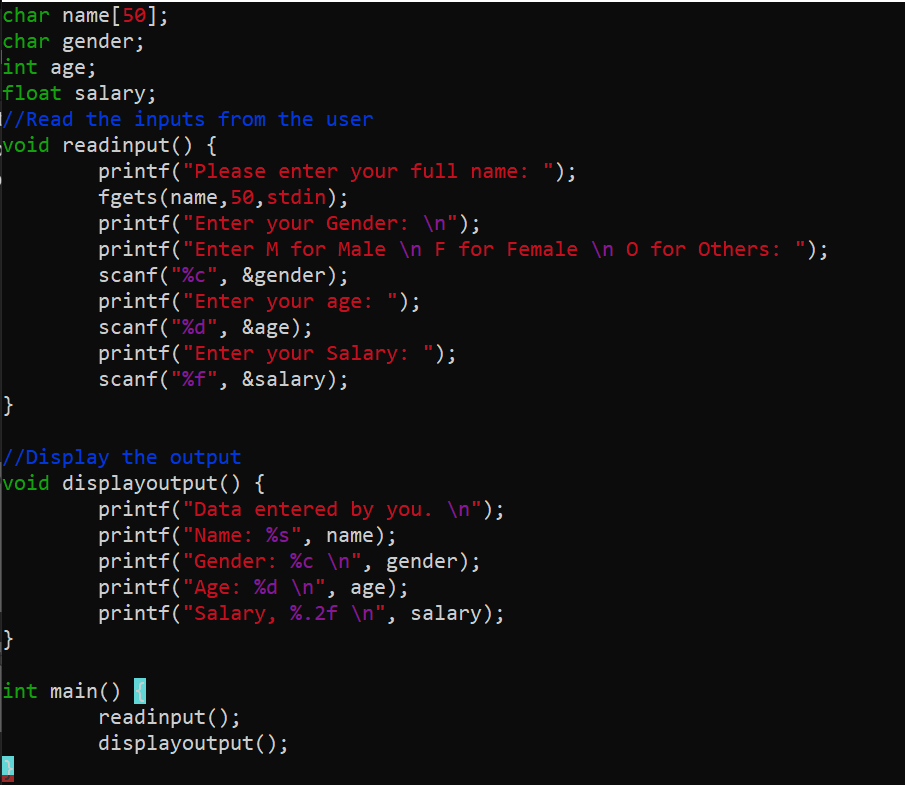 char name[50];
char gender;
int age;
float salary;
//Read the inputs from the user
void readinput() {
        printf("Please enter your full name: ");
        fgets(name,50,stdin);
        printf("Enter your Gender: \n");
        printf("Enter M for Male \n F for Female \n O for Others: ");
        scanf("%c", &gender);
        printf("Enter your age: ");
        scanf("%d", &age);
        printf("Enter your Salary: ");
        scanf("%f", &salary);
}

//Display the output
void displayoutput() {
        printf("Data entered by you. \n");
        printf("Name: %s", name);
        printf("Gender: %c \n", gender);
        printf("Age: %d \n", age);
        printf("Salary, %.2f \n", salary);
}

int main() {
        readinput();
        displayoutput();
}